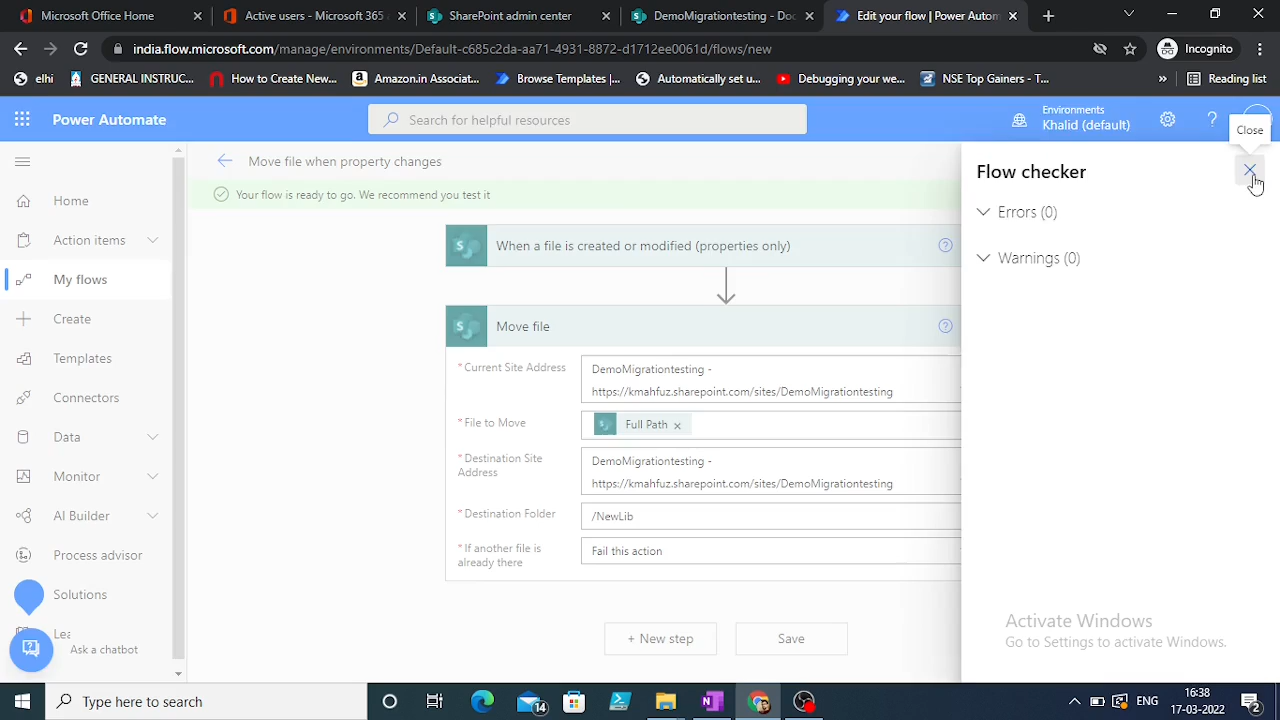 Microsoft Office Home
Active users - Microsoft 365
SharePoint admin center
DemoMigrationtesting - Do
Edit your flow | Power Autom
india.flow.microsoft.com/manage/environments/Default-c685c2da-aa71-4931-8872-d1712ee0061d/flows/new
Incognito
elhi
GENERAL INSTRUC...
How to Create New...
Amazon.in Associat...
Browse Templates |...
Automatically set u...
Debugging your we...
NSE Top Gainers - T...
»
Reading list
Power Automate
Search for helpful resources
Environments
Khalid (default)
?
Close
Home
Action items
My flows
Create
Templates
Connectors
Data
Monitor
AI Builder
Process advisor
Solutions
Lea
Ask a chatbot
Move file when property changes
Your flow is ready to go. We recommend you test it
When a file is created or modified (properties only)
Move file
* Current Site Address
DemoMigrationtesting -
https://kmahfuz.sharepoint.com/sites/DemoMigrationtesting
* File to Move
Full Path ×
* Destination Site
Address
DemoMigrationtesting -
https://kmahfuz.sharepoint.com/sites/DemoMigrationtesting
* Destination Folder
/NewLib
* If another file is
already there
Fail this action
+ New step
Save
Flow checker
Errors (0)
Warnings (0)
Activate Windows
Go to Settings to activate Windows.
Type here to search
14
ENG
16:38
17-03-2022
2